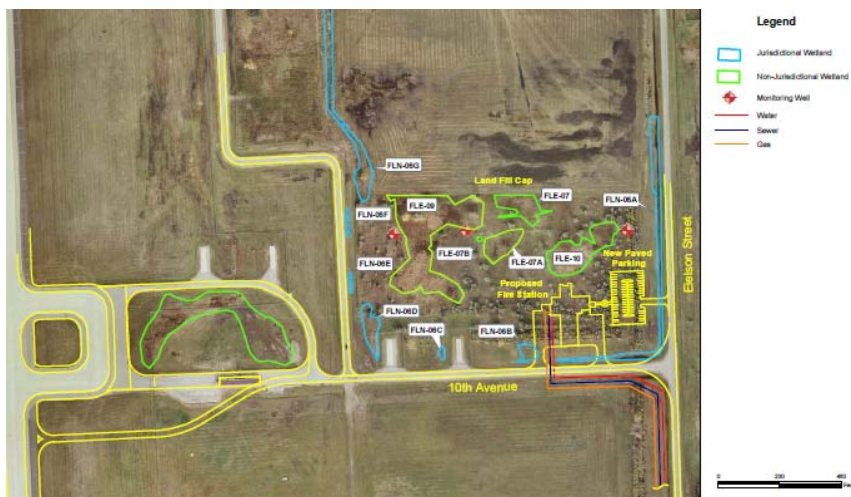 Legend
Jurisdictional Wetland
Non-Jurisdictional Wetland
Monitoring Well
Water
Sewer
Gas
FLN-06G
Land Fill Cap
FLE-09
FLE-07
FLN-06A
FLN-06F
FLE-07B
FLN-06E
FLE-07A
FLE-10
New Paved
Parking
Proposed
Fire Station
Eielson Street
FLN-06D
FLN-06C
FLN-06B
10th Avenue
0